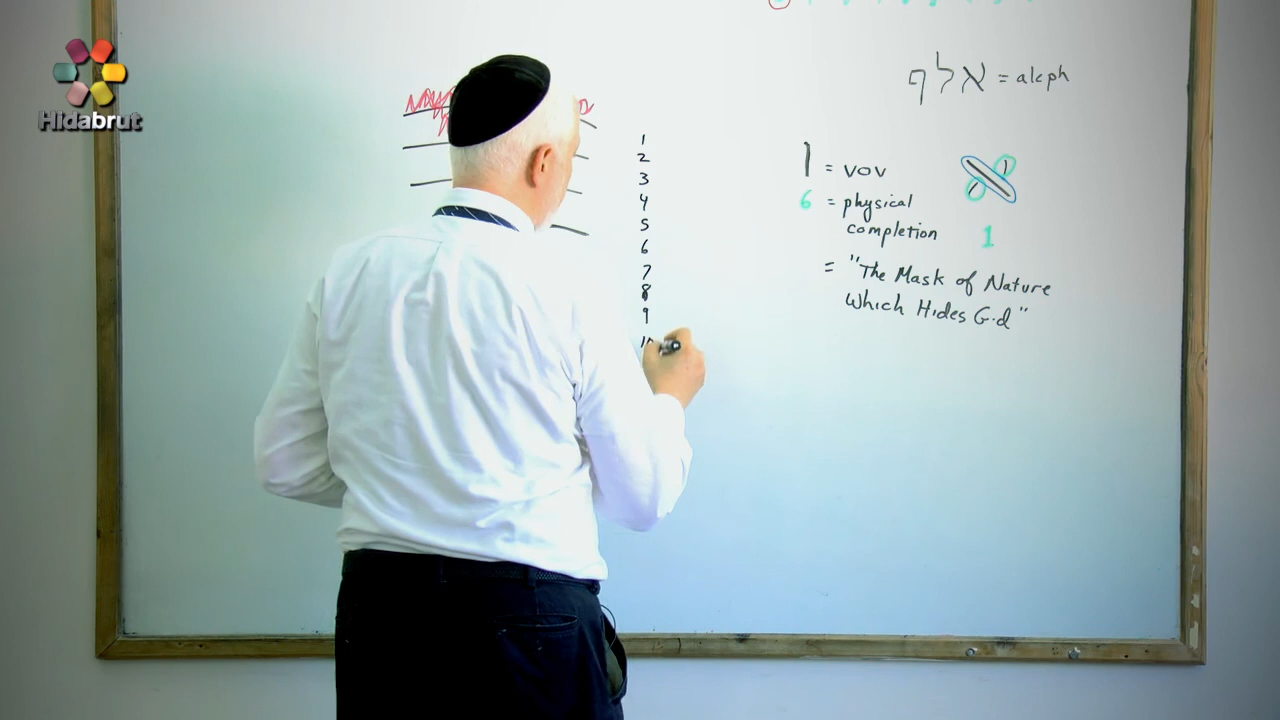 Hidabrut
אלף = aleph
1
2
3
4
5
6
7
8
9
10
ו = vov
6 = physical
completion
1
= "The Mask of Nature
Which Hides G-d"